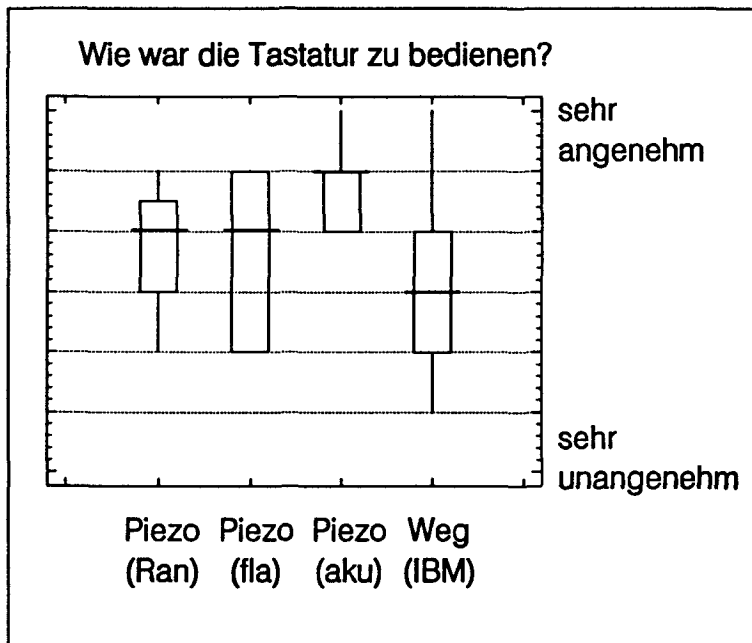 Wie war die Tastatur zu bedienen?
sehr
angenehm
sehr
unangenehm
Piezo Piezo Piezo Weg
(Ran) (fla) (aku) (IBM)